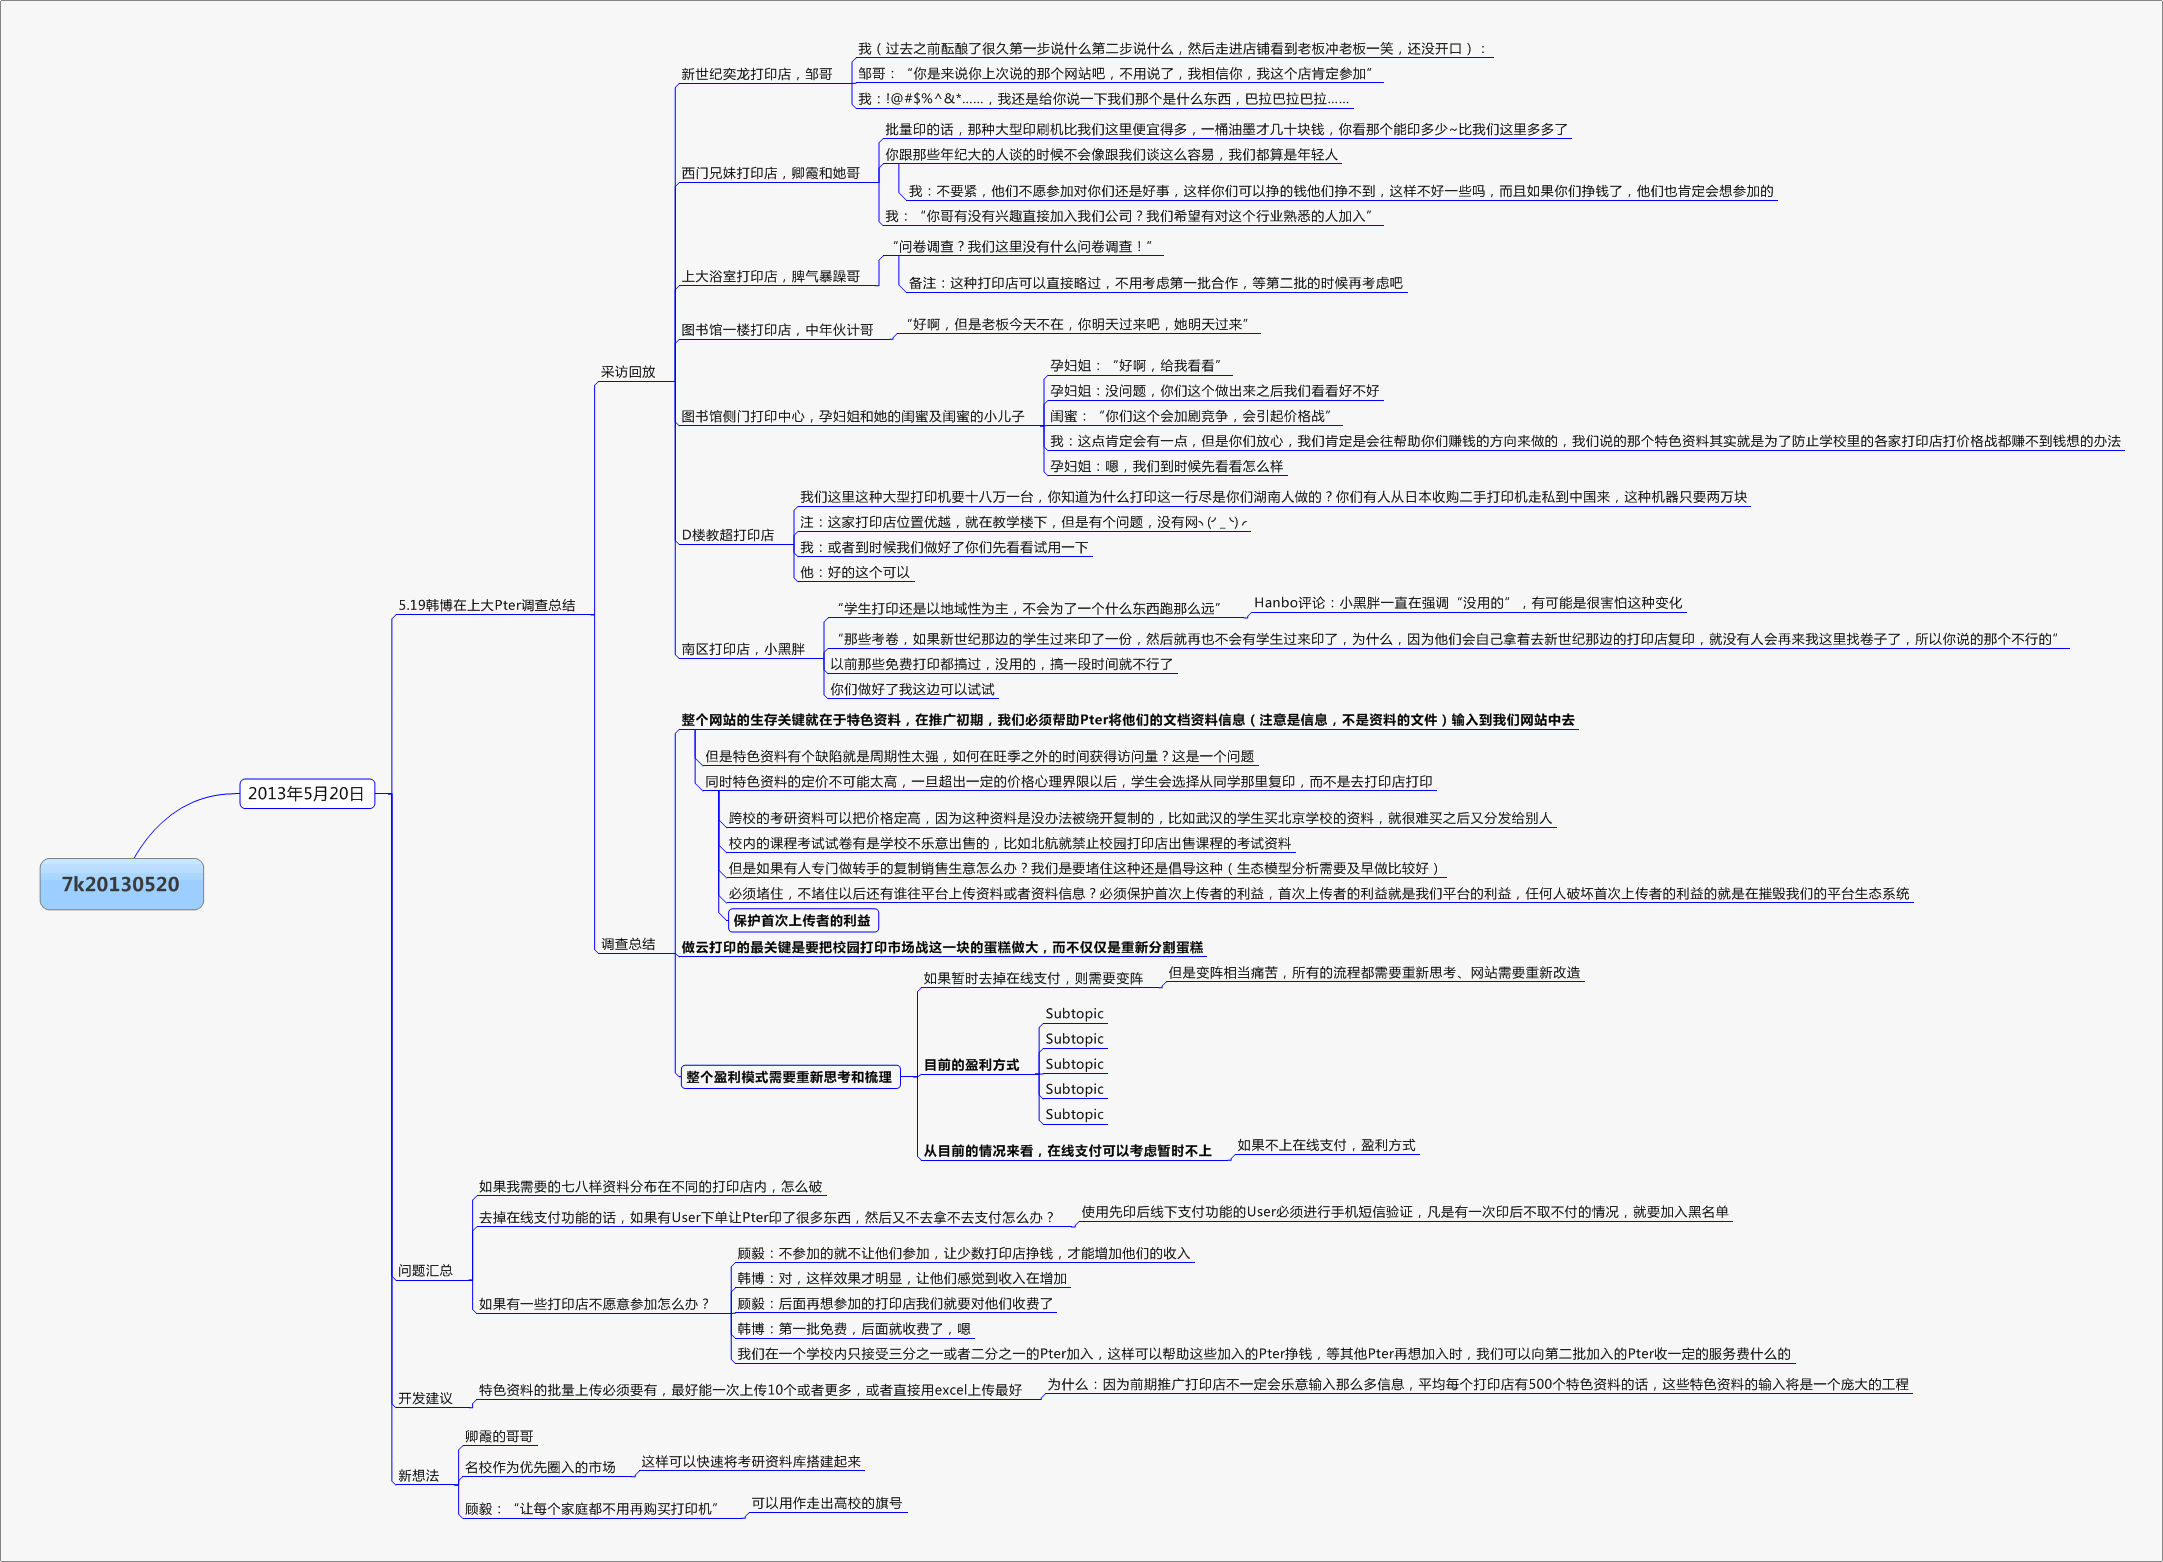 7k20130520
2013年5月20日
5.19韩博在上大Pter调查总结
采访回放
新世纪奕龙打印店，邹哥
我（过去之前酝酿了很久第一步说什么第二步说什么，然后走进店铺看到老板冲老板一笑，还没开口）：
邹哥：“你是来说你上次说的那个网站吧，不用说了，我相信你，我这个店肯定参加”
我：!@#$%^&*……，我还是给你说一下我们那个是什么东西，巴拉巴拉巴拉……
西门兄妹打印店，卿霞和她哥
批量印的话，那种大型印刷机比我们这里便宜得多，一桶油墨才几十块钱，你看那个能印多少~比我们这里多多了
你跟那些年纪大的人谈的时候不会像跟我们谈这么容易，我们都算是年轻人
我：不要紧，他们不愿参加对你们还是好事，这样你们可以挣的钱他们挣不到，这样不好一些吗，而且如果你们挣钱了，他们也肯定会想参加的
我：“你哥有没有兴趣直接加入我们公司？我们希望有对这个行业熟悉的人加入”
上大浴室打印店，脾气暴躁哥
“问卷调查？我们这里没有什么问卷调查！”
备注：这种打印店可以直接略过，不用考虑第一批合作，等第二批的时候再考虑吧
图书馆一楼打印店，中年伙计哥
“好啊，但是老板今天不在，你明天过来吧，她明天过来”
图书馆侧门打印中心，孕妇姐和她的闺蜜及闺蜜的小儿子
孕妇姐：“好啊，给我看看”
孕妇姐：没问题，你们这个做出来之后我们看看好不好
闺蜜：“你们这个会加剧竞争，会引起价格战”
我：这点肯定会有一点，但是你们放心，我们肯定是会往帮助你们赚钱的方向来做的，我们说的那个特色资料其实就是为了防止学校里的各家打印店打价格战都赚不到钱想的办法
孕妇姐：嗯，我们到时候先看看怎么样
D楼教超打印店
我们这里这种大型打印机要十八万一台，你知道为什么打印这一行尽是你们湖南人做的？你们有人从日本收购二手打印机走私到中国来，这种机器只要两万块
注：这家打印店位置优越，就在教学楼下，但是有个问题，没有网╮(╯_╰)╭
我：或者到时候我们做好了你们先看看试用一下
他：好的这个可以
南区打印店，小黑胖
“学生打印还是以地域性为主，不会为了一个什么东西跑那么远”
Hanbo评论：小黑胖一直在强调“没用的”，有可能是很害怕这种变化
“那些考卷，如果新世纪那边的学生过来印了一份，然后就再也不会有学生过来印了，为什么，因为他们会自己拿着去新世纪那边的打印店复印，就没有人会再来我这里找卷子了，所以你说的那个不行的”
以前那些免费打印都搞过，没用的，搞一段时间就不行了
你们做好了我这边可以试试
调查总结
整个网站的生存关键就在于特色资料，在推广初期，我们必须帮助Pter将他们的文档资料信息（注意是信息，不是资料的文件）输入到我们网站中去
但是特色资料有个缺陷就是周期性太强，如何在旺季之外的时间获得访问量？这是一个问题
同时特色资料的定价不可能太高，一旦超出一定的价格心理界限以后，学生会选择从同学那里复印，而不是去打印店打印
跨校的考研资料可以把价格定高，因为这种资料是没办法被绕开复制的，比如武汉的学生买北京学校的资料，就很难买之后又分发给别人
校内的课程考试试卷有是学校不乐意出售的，比如北航就禁止校园打印店出售课程的考试资料
但是如果有人专门做转手的复制销售生意怎么办？我们是要堵住这种还是倡导这种（生态模型分析需要及早做比较好）
必须堵住，不堵住以后还有谁往平台上传资料或者资料信息？必须保护首次上传者的利益，首次上传者的利益就是我们平台的利益，任何人破坏首次上传者的利益的就是在摧毁我们的平台生态系统
保护首次上传者的利益
做云打印的最关键是要把校园打印市场战这一块的蛋糕做大，而不仅仅是重新分割蛋糕
整个盈利模式需要重新思考和梳理
如果暂时去掉在线支付，则需要变阵
但是变阵相当痛苦，所有的流程都需要重新思考、网站需要重新改造
目前的盈利方式
Subtopic
Subtopic
Subtopic
Subtopic
Subtopic
从目前的情况来看，在线支付可以考虑暂时不上
如果不上在线支付，盈利方式
问题汇总
如果我需要的七八样资料分布在不同的打印店内，怎么破
去掉在线支付功能的话，如果有User下单让Pter印了很多东西，然后又不去拿不去支付怎么办？
使用先印后线下支付功能的User必须进行手机短信验证，凡是有一次印后不取不付的情况，就要加入黑名单
如果有一些打印店不愿意参加怎么办？
顾毅：不参加的就不让他们参加，让少数打印店挣钱，才能增加他们的收入
韩博：对，这样效果才明显，让他们感觉到收入在增加
顾毅：后面再想参加的打印店我们就要对他们收费了
韩博：第一批免费，后面就收费了，嗯
我们在一个学校内只接受三分之一或者二分之一的Pter加入，这样可以帮助这些加入的Pter挣钱，等其他Pter再想加入时，我们可以向第二批加入的Pter收一定的服务费什么的
开发建议
特色资料的批量上传必须要有，最好能一次上传10个或者更多，或者直接用excel上传最好
为什么：因为前期推广打印店不一定会乐意输入那么多信息，平均每个打印店有500个特色资料的话，这些特色资料的输入将是一个庞大的工程
新想法
卿霞的哥哥
名校作为优先圈入的市场
这样可以快速将考研资料库搭建起来
顾毅：“让每个家庭都不用再购买打印机”
可以用作走出高校的旗号